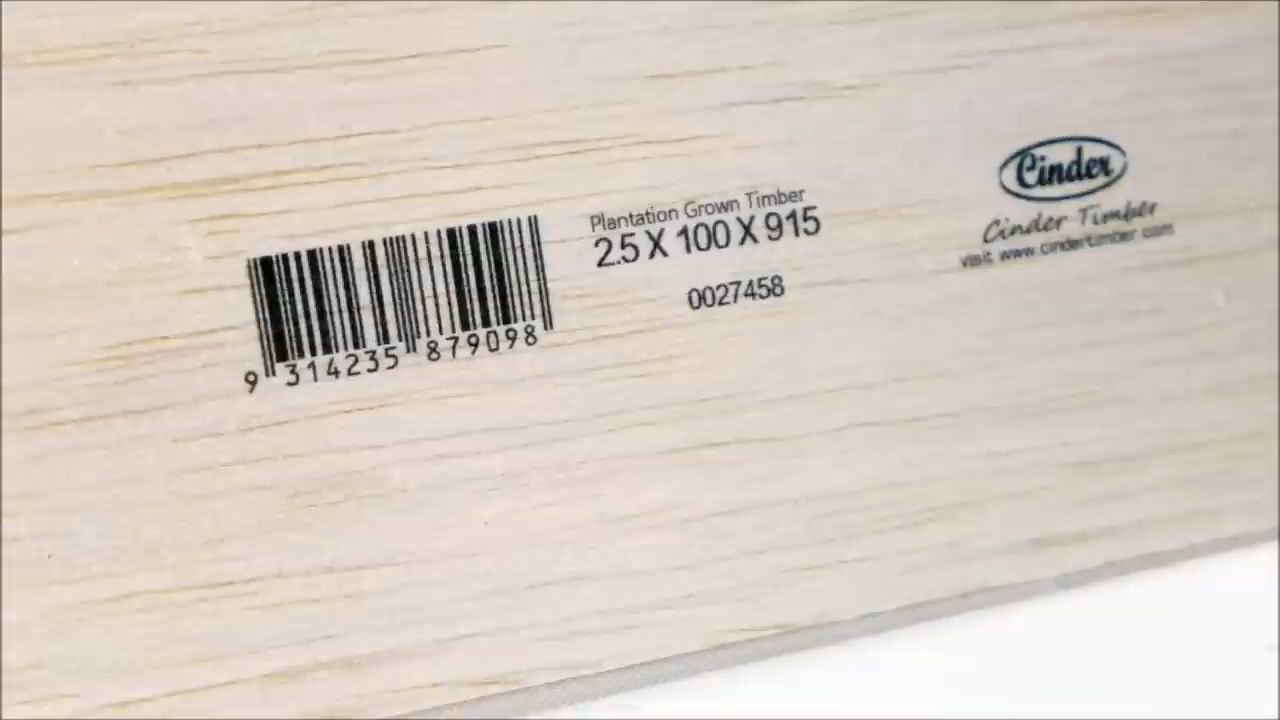 9 314235 879098
Plantation Grown Timber
2.5 X 100 X 915
0027458
Cinder
Cinder Timber
visit www.cindertimber.com